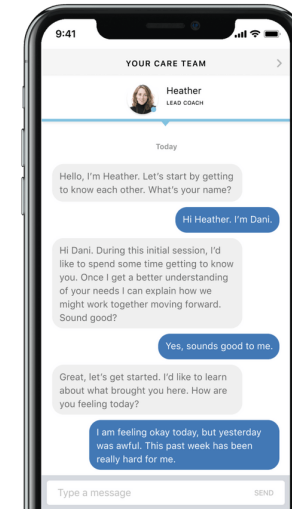 9:41
YOUR CARE TEAM
Heather
LEAD COACH
Today
Hello, I'm Heather. Let's start by getting
to know each other. What's your name?
Hi Heather. I'm Dani.
Hi Dani. During this initial session, I'd
like to spend some time getting to know
you. Once I get a better understanding
of your needs I can explain how we
might work together moving forward.
Sound good?
Yes, sounds good to me.
Great, let's get started. I'd like to learn
about what brought you here. How are
you feeling today?
I am feeling okay today, but yesterday
was awful. This past week has been
really hard for me.
Type a message
SEND